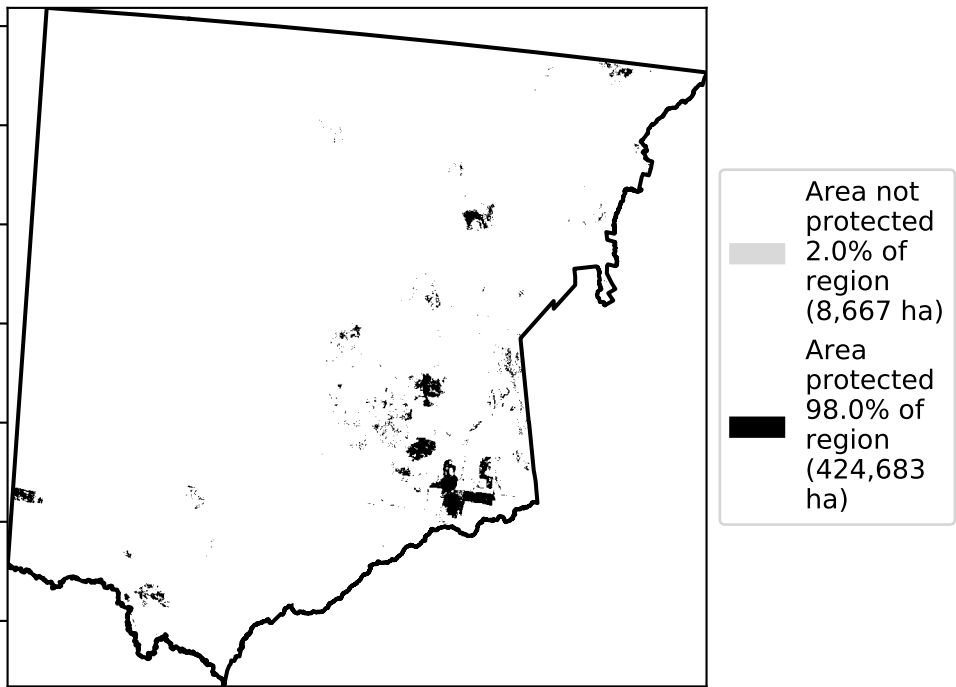 Area not
protected
2.0% of
region
(8,667 ha)
Area
protected
98.0% of
region
(424,683
ha)